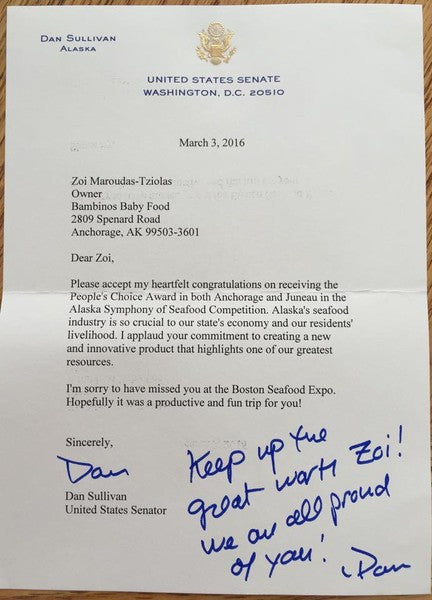 DAN SULLIVAN
ALASKA
UNITED STATES SENATE
WASHINGTON, D.C. 20510
March 3, 2016
Zoi Maroudas-Tziolas
Owner
Bambinos Baby Food
2809 Spenard Road
Anchorage, AK 99503-3601
Dear Zoi,
Please accept my heartfelt congratulations on receiving the
People's Choice Award in both Anchorage and Juneau in the
Alaska Symphony of Seafood Competition. Alaska's seafood
industry is so crucial to our state's economy and our residents'
livelihood. I applaud your commitment to creating a new
and innovative product that highlights one of our greatest
resources.
I'm sorry to have missed you at the Boston Seafood Expo.
Hopefully it was a productive and fun trip for you!
Sincerely,
Dan
Dan Sullivan
United States Senator
Keep up the
great work Zoi!
we are all proud
of you!
Dan